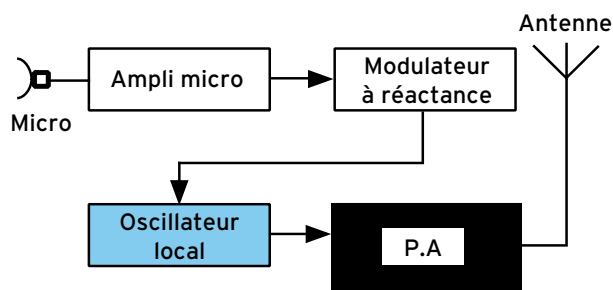 Antenne
Ampli micro
Modulateur
à réactance
Micro
Oscillateur
local
P.A